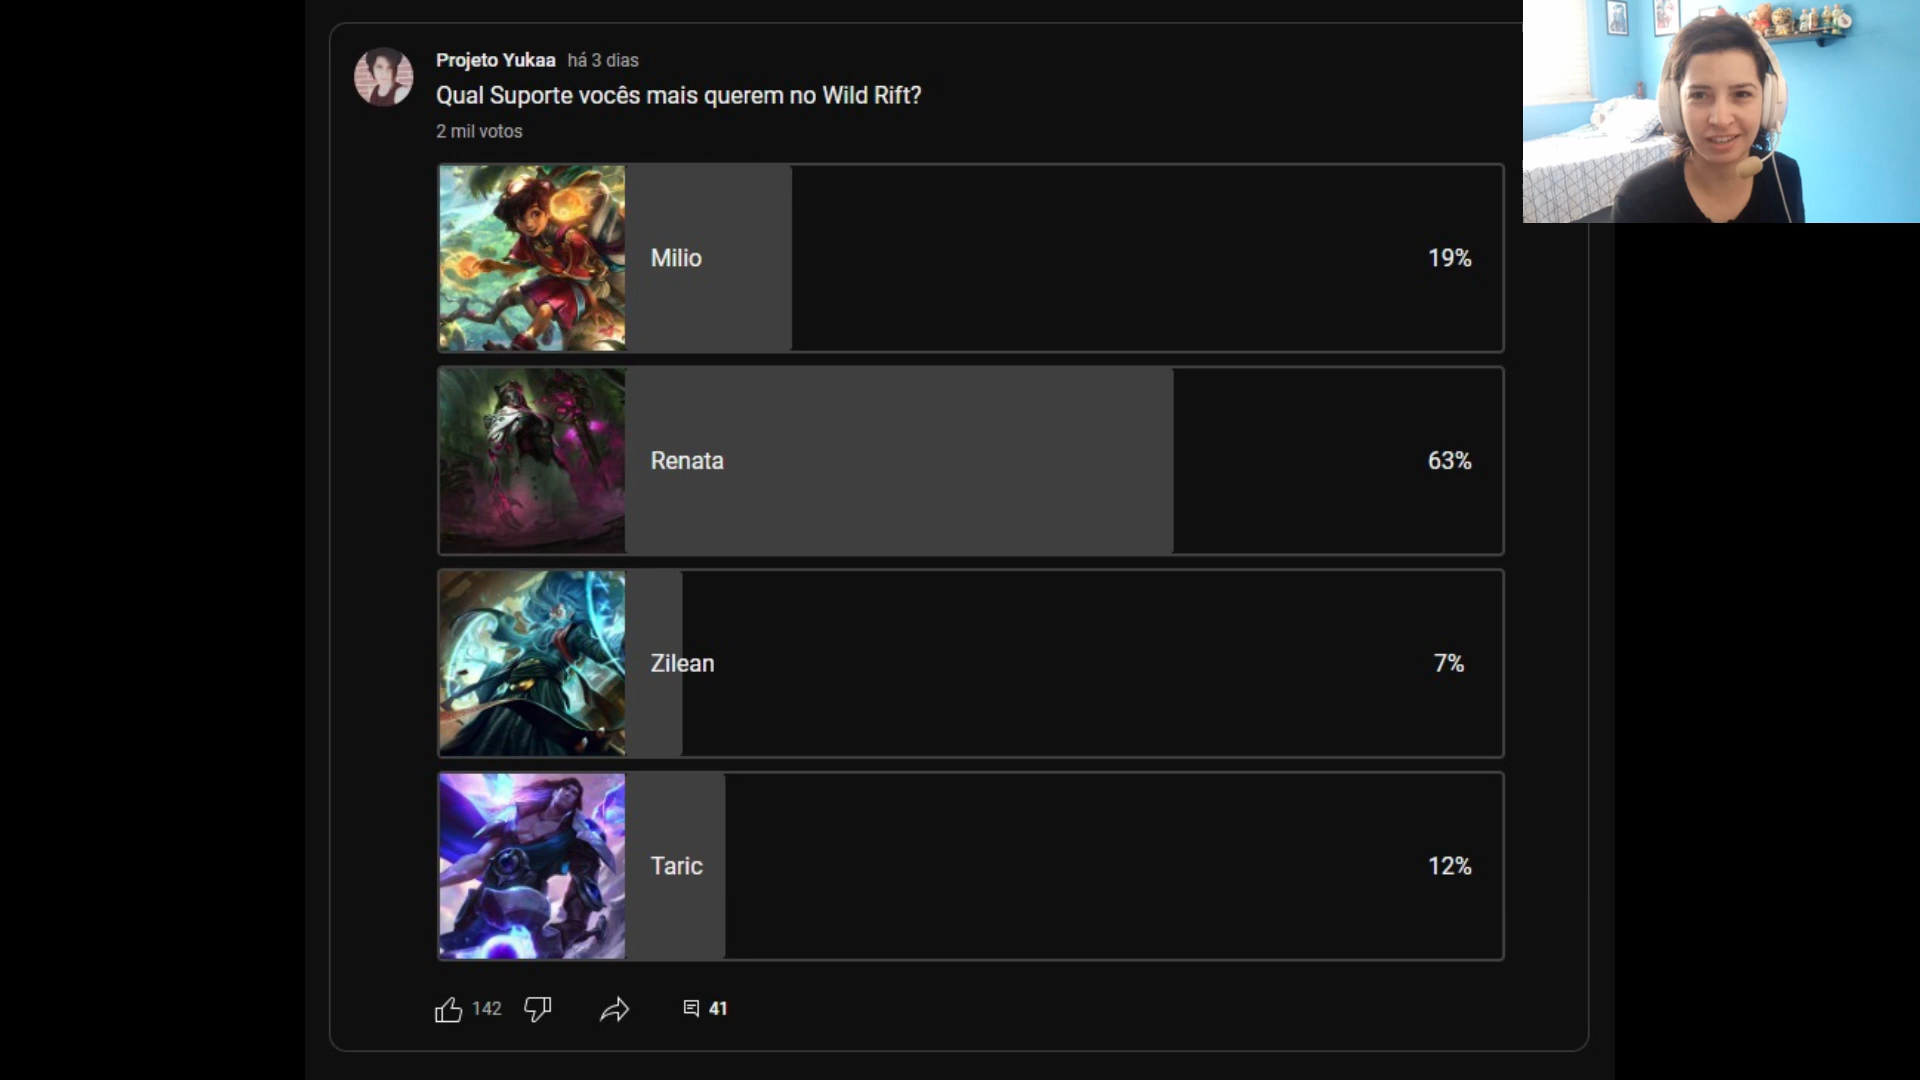 Projeto Yukaa há 3 dias
Qual Suporte vocês mais querem no Wild Rift?
2 mil votos
Milio 19%
Renata 63%
Zilean 7%
Taric 12%
142 41